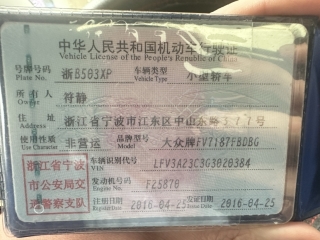 中华人民共和国机动车行驶证
Vehicle License of the People's Republic of China
号牌号码 浙B503XP 车辆类型 小型轿车
Plate No. Vehicle Type
所有人 符静
Owner
住址 浙江省宁波市江东区中山东路
Address
使用性质 非营运 品牌型号 大众牌FV7187FBDBG
Use Character Model
浙江省宁波市公安局交通警察支队
车辆识别代号 LFV3A23C3G3020384
VIN
发动机号码 F25870
Engine No.
注册日期 2016-04-25 发证日期 2016-04-25
Register Date Issue Date